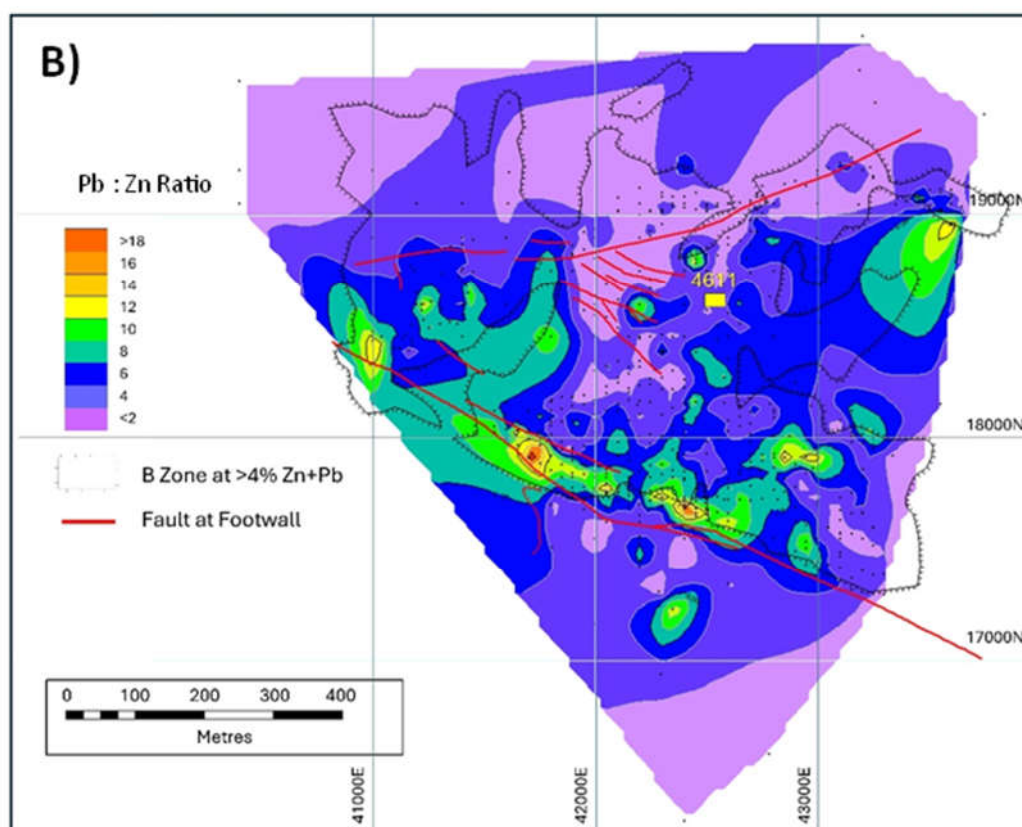 B)
Pb : Zn Ratio
>18
16
14
12
10
8
6
4
<2
B Zone at >4% Zn+Pb
Fault at Footwall
4611
19000N
18000N
17000N
0 100 200 300 400
Metres
41000E
42000E
43000E